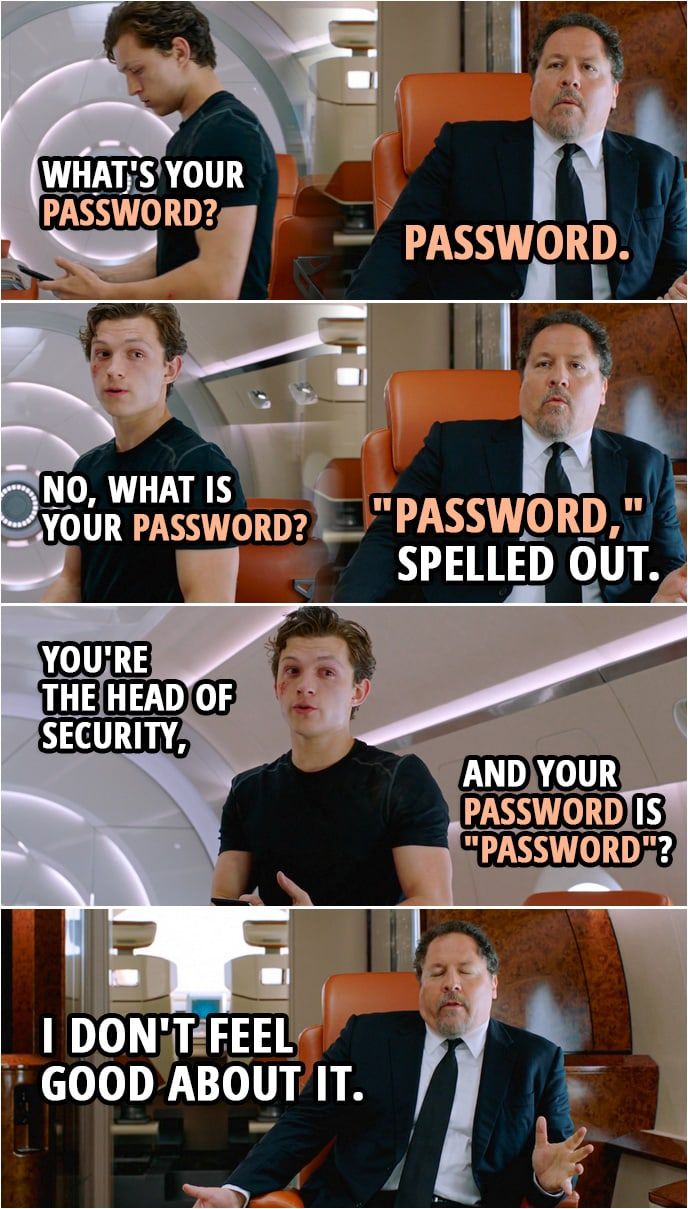 WHAT'S YOUR
PASSWORD?
PASSWORD.
NO, WHAT IS
YOUR PASSWORD?
"PASSWORD,"
SPELLED OUT.
YOU'RE
THE HEAD OF
SECURITY,
AND YOUR
PASSWORD IS
"PASSWORD"?
I DON'T FEEL
GOOD ABOUT IT.